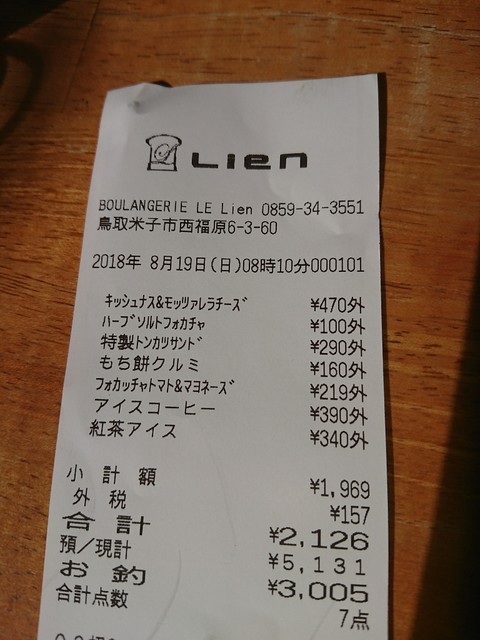 Lien
BOULANGERIE LE Lien 0859-34-3551
鳥取米子市西福原6-3-60
2018年 8月19日(日)08時10分000101
ｷｯｼｭﾅｽ&ﾓｯﾂｧﾚﾗﾁｰｽﾞ ¥470外
ﾊｰﾌﾞｿﾙﾄﾌｫｶﾁｬ ¥100外
特製ﾄﾝｶﾂｻﾝﾄﾞ ¥290外
もち餅クルミ ¥160外
ﾌｫｶｯﾁｬﾄﾏﾄ&ﾏﾖﾈｰｽﾞ ¥219外
アイスコーヒー ¥390外
紅茶アイス ¥340外
小計額 ¥1,969
外税 ¥157
合計 ¥2,126
預/現計 ¥5,131
お釣 ¥3,005
合計点数 7点